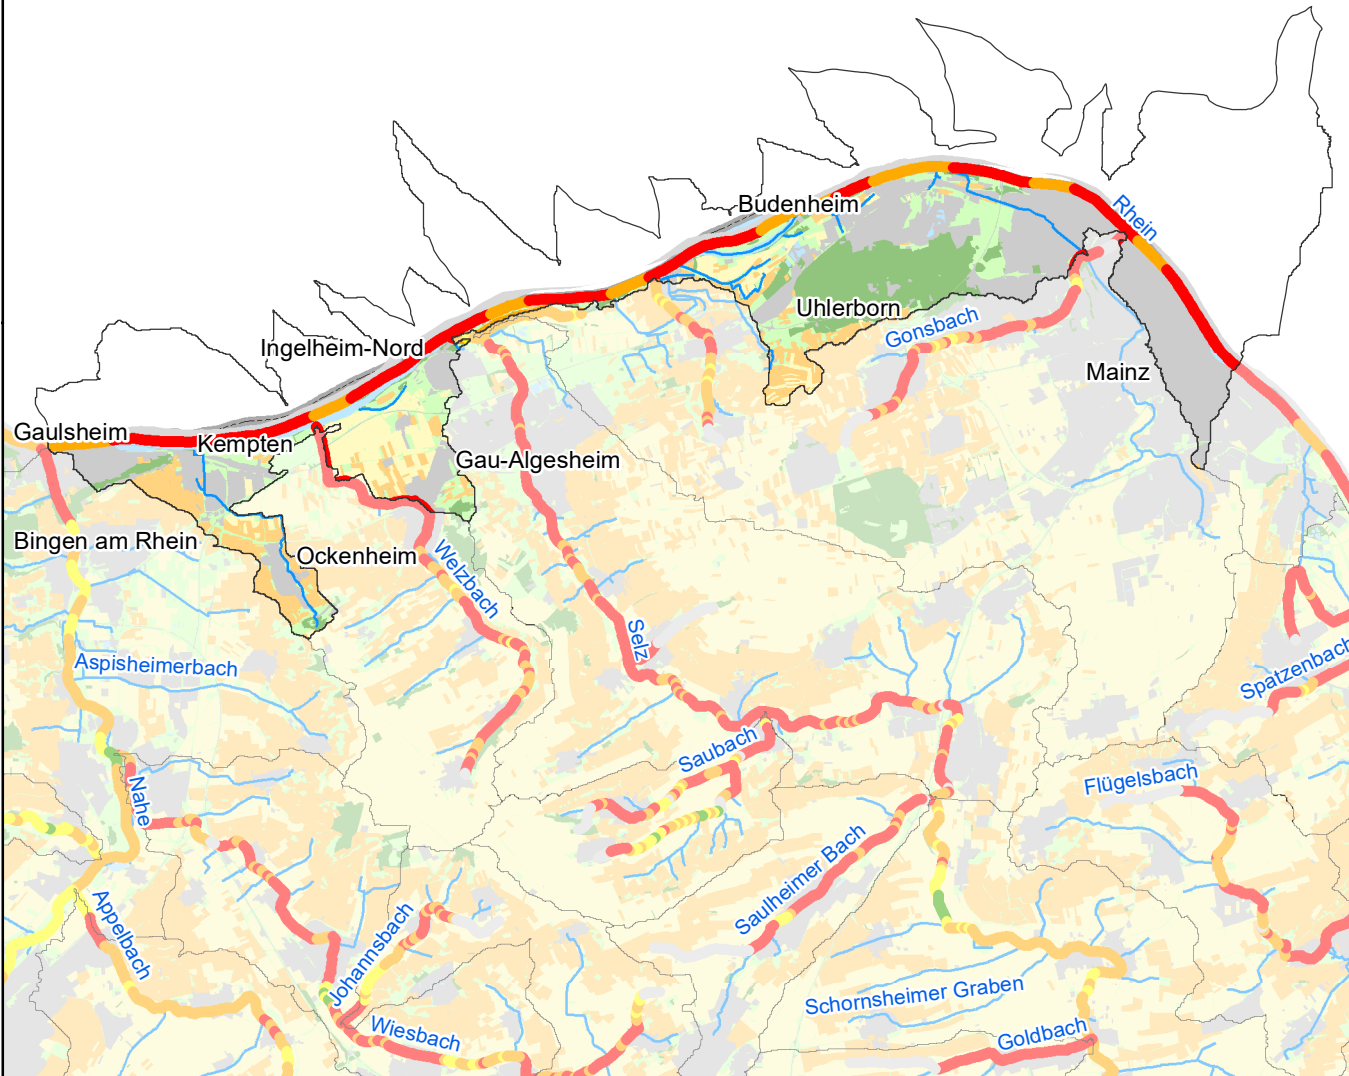 Budenheim
Rhein
Uhlerborn
Gonsbach
Ingelheim-Nord
Mainz
Gaulsheim
Kempten
Gau-Algesheim
Bingen am Rhein
Ockenheim
Welzbach
Selz
Aspisheimerbach
Spatzenbach
Saubach
Flügelsbach
Nahe
Saulheimer Bach
Appelbach
Johannsbach
Schornsheimer Graben
Wiesbach
Goldbach